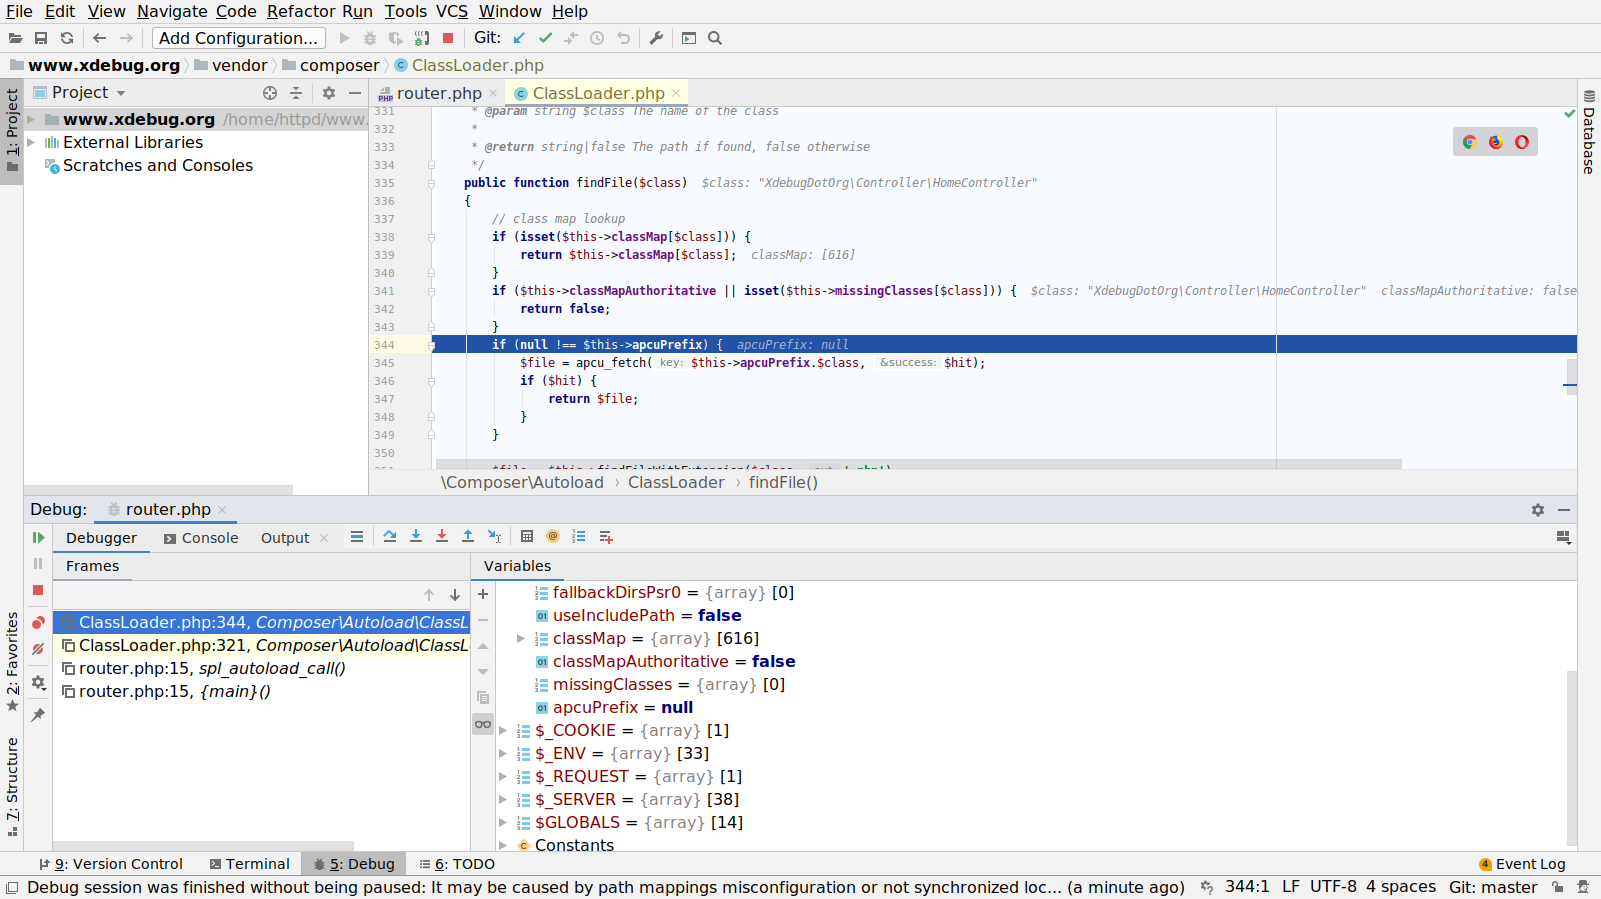 File Edit View Navigate Code Refactor Run Tools VCS Window Help
Add Configuration... Git:
www.xdebug.org vendor composer ClassLoader.php
1: Project
Project
www.xdebug.org /home/httpd/www.
External Libraries
Scratches and Consoles
router.php ClassLoader.php
331 * @param string $class The name of the class
332 *
333 * @return string|false The path if found, false otherwise
334 */
335 public function findFile($class) $class: "XdebugDotOrg\Controller\HomeController"
336 {
337 // class map lookup
338 if (isset($this->classMap[$class])) {
339 return $this->classMap[$class]; classMap: [616]
340 }
341 if ($this->classMapAuthoritative || isset($this->missingClasses[$class])) { $class: "XdebugDotOrg\Controller\HomeController" classMapAuthoritative: false
342 return false;
343 }
344 if (null !== $this->apcuPrefix) { apcuPrefix: null
345 $file = apcu_fetch( key: $this->apcuPrefix.$class, &success: $hit);
346 if ($hit) {
347 return $file;
348 }
349 }
350
\Composer\Autoload › ClassLoader › findFile()
Database
Debug: router.php
Debugger Console Output
Frames
ClassLoader.php:344, Composer\Autoload\ClassL
ClassLoader.php:321, Composer\Autoload\ClassL
router.php:15, spl_autoload_call()
router.php:15, {main}()
Variables
fallbackDirsPsr0 = {array} [0]
useIncludePath = false
classMap = {array} [616]
classMapAuthoritative = false
missingClasses = {array} [0]
apcuPrefix = null
$_COOKIE = {array} [1]
$_ENV = {array} [33]
$_REQUEST = {array} [1]
$_SERVER = {array} [38]
$GLOBALS = {array} [14]
Constants
2: Favorites
7: Structure
9: Version Control Terminal 5: Debug 6: TODO 4 Event Log
Debug session was finished without being paused: It may be caused by path mappings misconfiguration or not synchronized loc... (a minute ago) 344:1 LF UTF-8 4 spaces Git: master